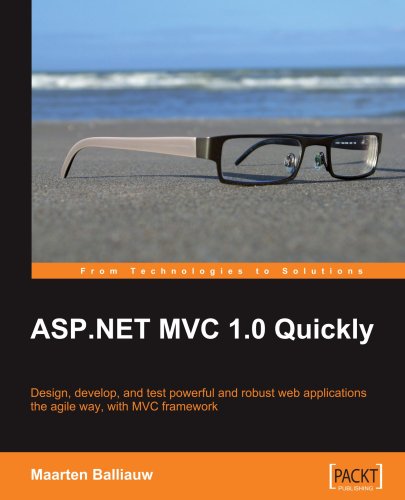 From Technologies to Solutions
ASP.NET MVC 1.0 Quickly
Design, develop, and test powerful and robust web applications
the agile way, with MVC framework
Maarten Balliauw
[PACKT]
PUBLISHING